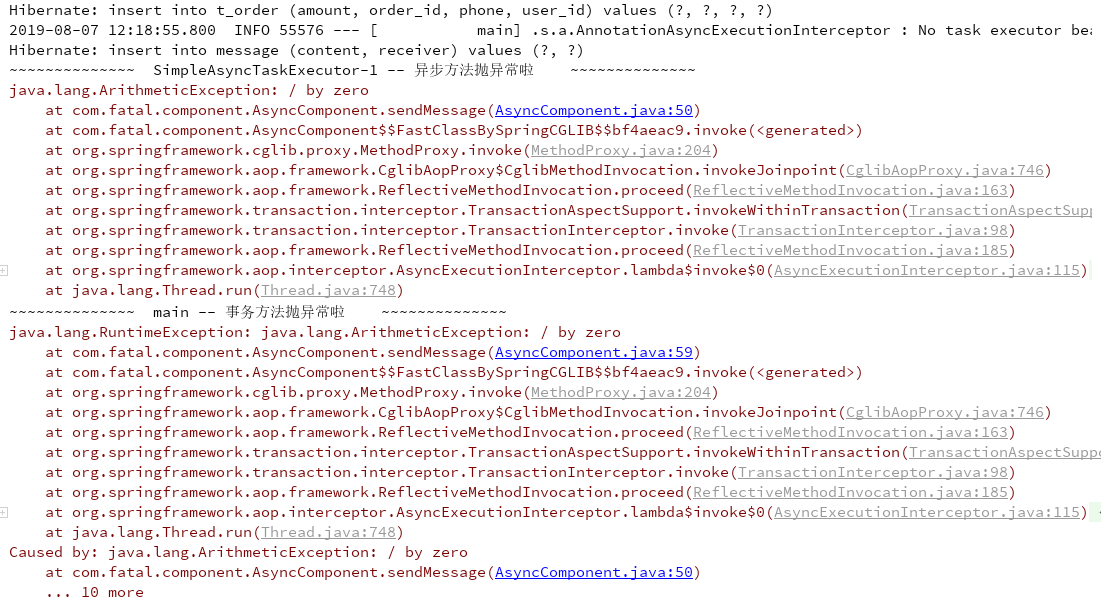 Hibernate: insert into t_order (amount, order_id, phone, user_id) values (?, ?, ?, ?)
2019-08-07 12:18:55.800  INFO 55576 --- [           main] .s.a.AnnotationAsyncExecutionInterceptor : No task executor
Hibernate: insert into message (content, receiver) values (?, ?)
~~~~~~~~~~~~~~  SimpleAsyncTaskExecutor-1 -- 异步方法抛异常啦    ~~~~~~~~~~~~~~
java.lang.ArithmeticException: / by zero
    at com.fatal.component.AsyncComponent.sendMessage(AsyncComponent.java:50)
    at com.fatal.component.AsyncComponent$$FastClassBySpringCGLIB$$bf4aeac9.invoke(<generated>)
    at org.springframework.cglib.proxy.MethodProxy.invoke(MethodProxy.java:204)
    at org.springframework.aop.framework.CglibAopProxy$CglibMethodInvocation.invokeJoinpoint(CglibAopProxy.java:746)
    at org.springframework.aop.framework.ReflectiveMethodInvocation.proceed(ReflectiveMethodInvocation.java:163)
    at org.springframework.transaction.interceptor.TransactionAspectSupport.invokeWithinTransaction(TransactionAspectSup
    at org.springframework.transaction.interceptor.TransactionInterceptor.invoke(TransactionInterceptor.java:98)
    at org.springframework.aop.framework.ReflectiveMethodInvocation.proceed(ReflectiveMethodInvocation.java:185)
    at org.springframework.aop.interceptor.AsyncExecutionInterceptor.lambda$invoke$0(AsyncExecutionInterceptor.java:115)
    at java.lang.Thread.run(Thread.java:748)
~~~~~~~~~~~~~~  main -- 事务方法抛异常啦    ~~~~~~~~~~~~~~
java.lang.RuntimeException: java.lang.ArithmeticException: / by zero
    at com.fatal.component.AsyncComponent.sendMessage(AsyncComponent.java:59)
    at com.fatal.component.AsyncComponent$$FastClassBySpringCGLIB$$bf4aeac9.invoke(<generated>)
    at org.springframework.cglib.proxy.MethodProxy.invoke(MethodProxy.java:204)
    at org.springframework.aop.framework.CglibAopProxy$CglibMethodInvocation.invokeJoinpoint(CglibAopProxy.java:746)
    at org.springframework.aop.framework.ReflectiveMethodInvocation.proceed(ReflectiveMethodInvocation.java:163)
    at org.springframework.transaction.interceptor.TransactionAspectSupport.invokeWithinTransaction(TransactionAspectSuppo
    at org.springframework.transaction.interceptor.TransactionInterceptor.invoke(TransactionInterceptor.java:98)
    at org.springframework.aop.framework.ReflectiveMethodInvocation.proceed(ReflectiveMethodInvocation.java:185)
    at org.springframework.aop.interceptor.AsyncExecutionInterceptor.lambda$invoke$0(AsyncExecutionInterceptor.java:115)
    at java.lang.Thread.run(Thread.java:748)
Caused by: java.lang.ArithmeticException: / by zero
    at com.fatal.component.AsyncComponent.sendMessage(AsyncComponent.java:50)
    ... 10 more